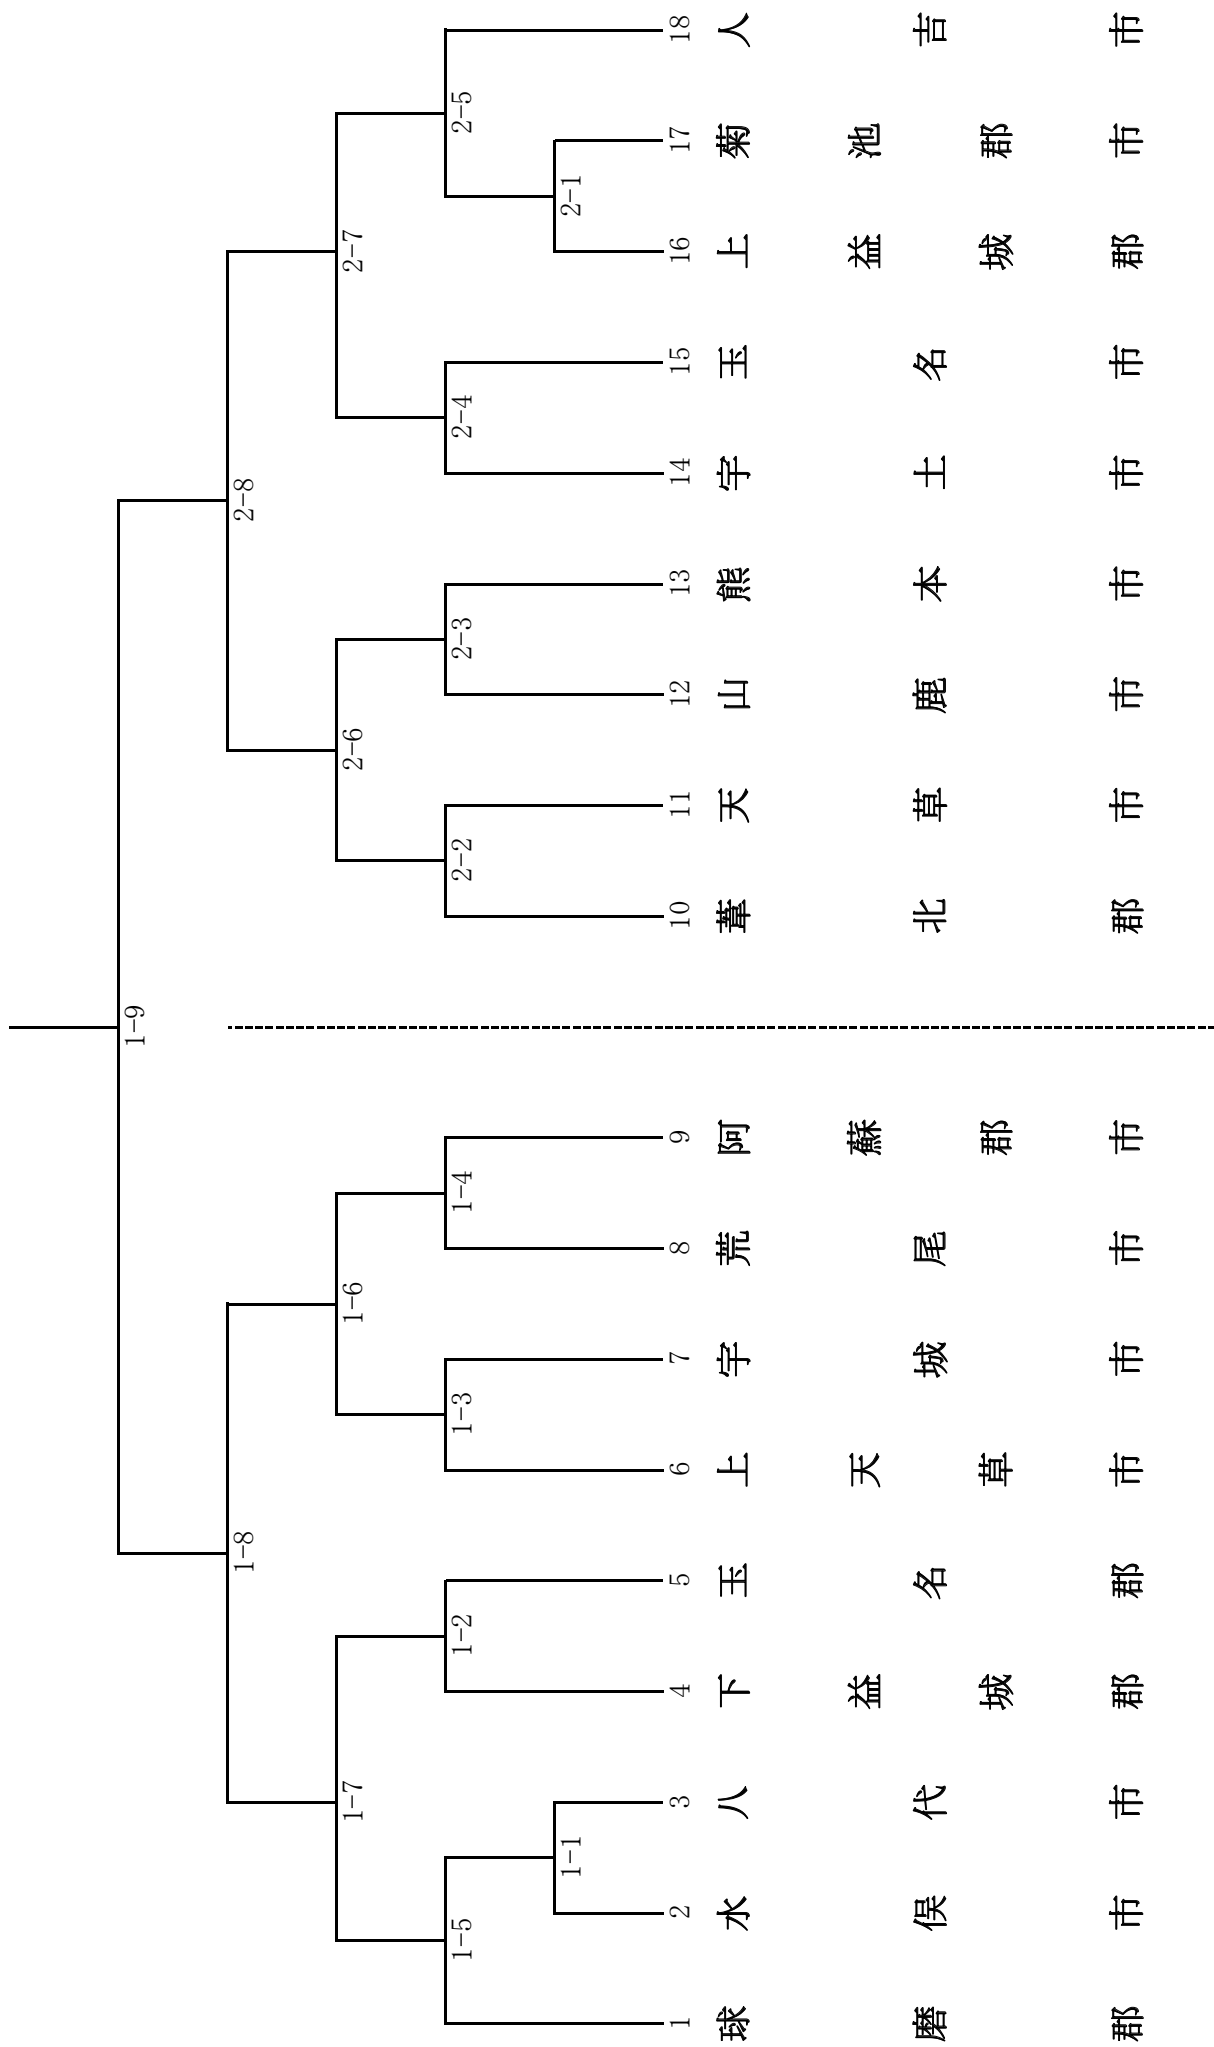 1-9
1-8
2-8
1-7
1-6
2-6
2-7
1-5
1-2
1-3
1-4
2-2
2-3
2-4
2-5
1-1
2-1
1 球磨郡
2 水俣市
3 八代市
4 下益城郡
5 玉名郡
6 上天草市
7 宇城市
8 荒尾市
9 阿蘇郡市
10 葦北郡
11 天草市
12 山鹿市
13 熊本市
14 宇土市
15 玉名市
16 上益城郡
17 菊池郡市
18 人吉市